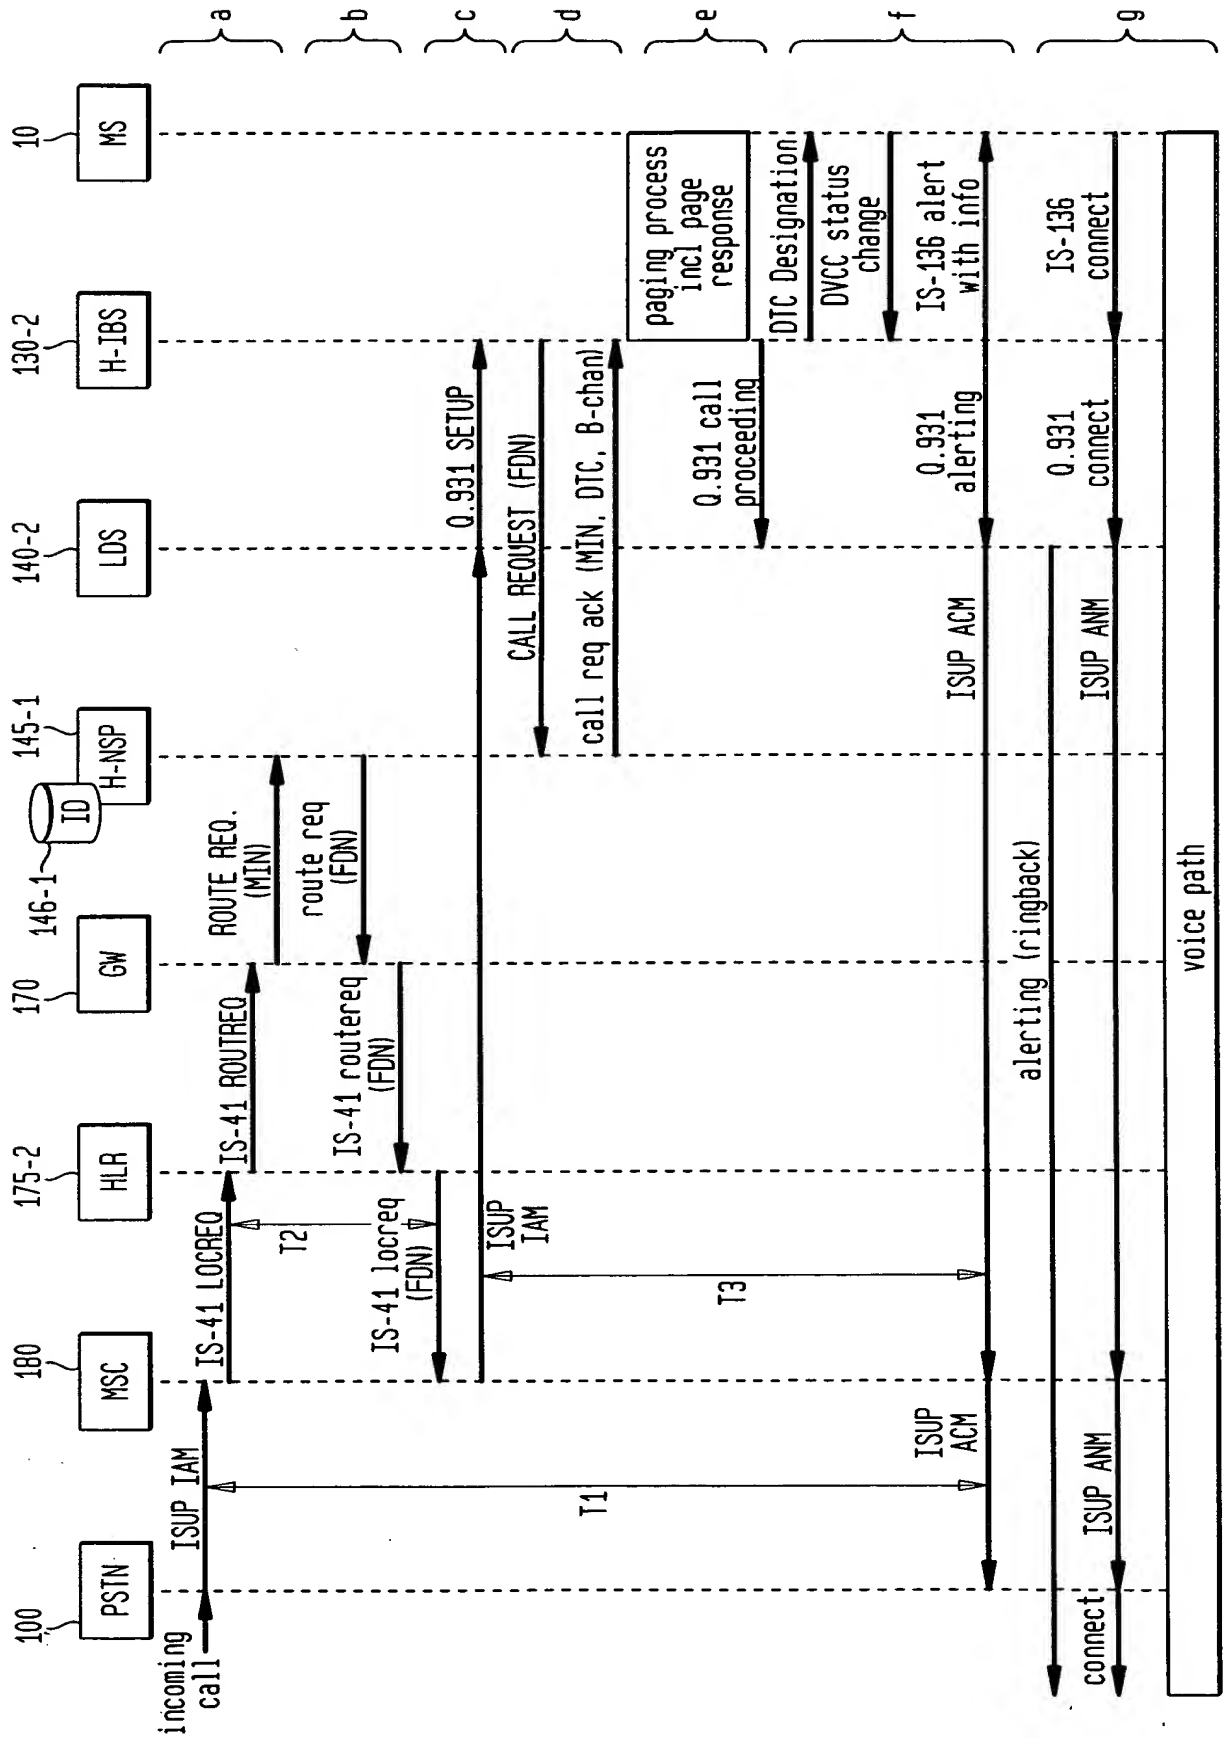 100
180
175-2
170
146-1
145-1
140-2
130-2
10
PSTN
MSC
HLR
GW
ID
H-NSP
LDS
H-IBS
MS
incoming
call
ISUP IAM
IS-41 LOCREQ
IS-41 ROUTREQ
ROUTE REQ.
(MIN)
a
T2
route req
(FDN)
IS-41 routereq
(FDN)
b
IS-41 locreq
(FDN)
ISUP
IAM
Q.931 SETUP
c
CALL REQUEST (FDN)
call req ack (MIN, DTC, B-chan)
d
T1
T3
paging process
incl page
response
Q.931 call
proceeding
e
DTC Designation
DVCC status
change
ISUP
ACM
ISUP ACM
Q.931
alerting
IS-136 alert
with info
f
alerting (ringback)
connect
ISUP ANM
ISUP ANM
Q.931
connect
IS-136
connect
g
voice path